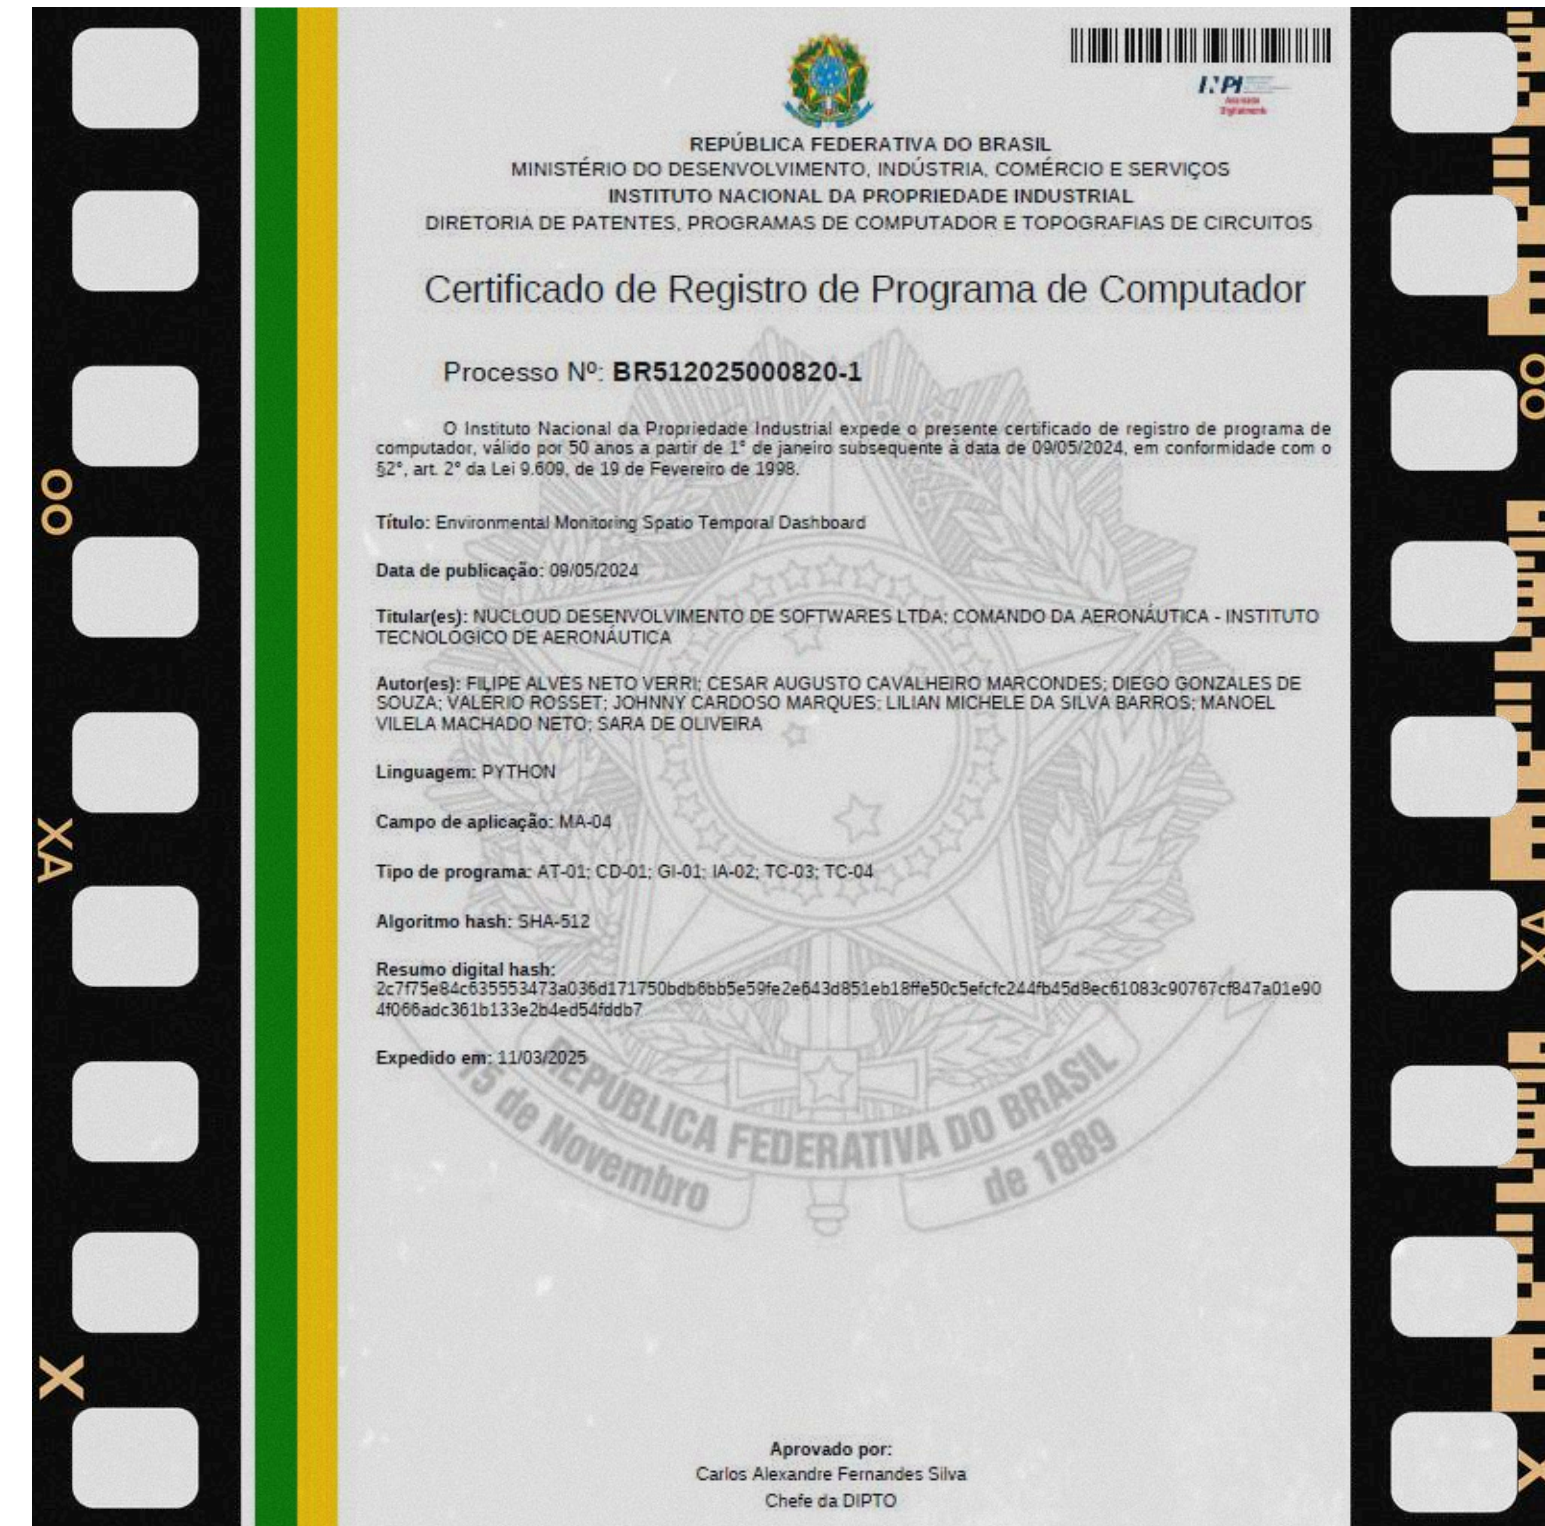 INPI
Assinado
Digitalmente
REPÚBLICA FEDERATIVA DO BRASIL
MINISTÉRIO DO DESENVOLVIMENTO, INDÚSTRIA, COMÉRCIO E SERVIÇOS
INSTITUTO NACIONAL DA PROPRIEDADE INDUSTRIAL
DIRETORIA DE PATENTES, PROGRAMAS DE COMPUTADOR E TOPOGRAFIAS DE CIRCUITOS
Certificado de Registro de Programa de Computador
Processo Nº: BR512025000820-1
O Instituto Nacional da Propriedade Industrial expede o presente certificado de registro de programa de
computador, válido por 50 anos a partir de 1° de janeiro subsequente à data de 09/05/2024, em conformidade com o
§2°, art. 2° da Lei 9.609, de 19 de Fevereiro de 1998.
Título: Environmental Monitoring Spatio Temporal Dashboard
Data de publicação: 09/05/2024
Titular(es): NUCLOUD DESENVOLVIMENTO DE SOFTWARES LTDA; COMANDO DA AERONÁUTICA - INSTITUTO
TECNOLÓGICO DE AERONÁUTICA
Autor(es): FILIPE ALVES NETO VERRI; CESAR AUGUSTO CAVALHEIRO MARCONDES; DIEGO GONZALES DE
SOUZA; VALÉRIO ROSSET; JOHNNY CARDOSO MARQUES; LILIAN MICHELE DA SILVA BARROS; MANOEL
VILELA MACHADO NETO; SARA DE OLIVEIRA
Linguagem: PYTHON
Campo de aplicação: MA-04
Tipo de programa: AT-01; CD-01; GI-01; IA-02; TC-03; TC-04
Algoritmo hash: SHA-512
Resumo digital hash:
2c7f75e84c635553473a036d171750bdb6bb5e59fe2e643d851eb18ffe50c5efcfc244fb45d8ec61083c90767cf847a01e90
4f066adc361b133e2b4ed54fddb7
Expedido em: 11/03/2025
REPÚBLICA FEDERATIVA DO BRASIL
15 de Novembro de 1889
Aprovado por:
Carlos Alexandre Fernandes Silva
Chefe da DIPTO
OO
XA
X
OO
XA
X